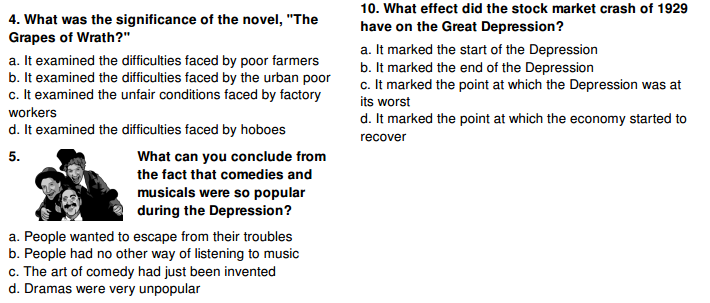 4. What was the significance of the novel, "The
Grapes of Wrath?"
a. It examined the difficulties faced by poor farmers
b. It examined the difficulties faced by the urban poor
c. It examined the unfair conditions faced by factory
workers
d. It examined the difficulties faced by hoboes
5. What can you conclude from
the fact that comedies and
musicals were so popular
during the Depression?
a. People wanted to escape from their troubles
b. People had no other way of listening to music
c. The art of comedy had just been invented
d. Dramas were very unpopular
10. What effect did the stock market crash of 1929
have on the Great Depression?
a. It marked the start of the Depression
b. It marked the end of the Depression
c. It marked the point at which the Depression was at
its worst
d. It marked the point at which the economy started to
recover